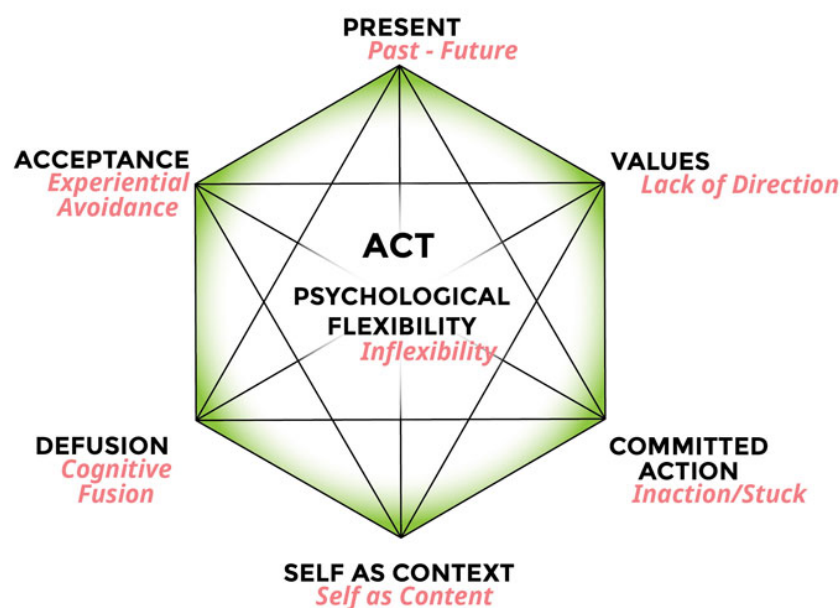 PRESENT
Past - Future
ACCEPTANCE
Experiential
Avoidance
VALUES
Lack of Direction
ACT
PSYCHOLOGICAL
FLEXIBILITY
Inflexibility
DEFUSION
Cognitive
Fusion
COMMITTED
ACTION
Inaction/Stuck
SELF AS CONTEXT
Self as Content